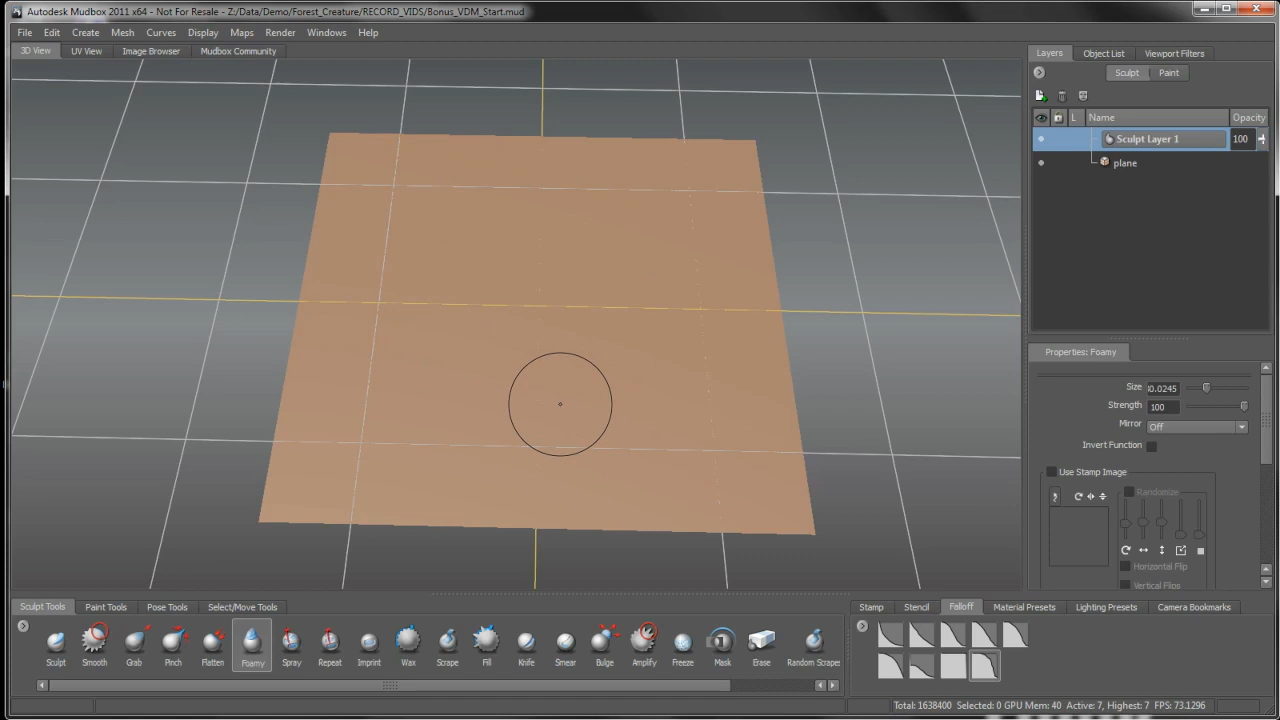 Autodesk Mudbox 2011 x64 - Not For Resale - Z:/Data/Demo/Forest_Creature/RECORD_VIDS/Bonus_VDM_Start.mud
File Edit Create Mesh Curves Display Maps Render Windows Help
3D View UV View Image Browser Mudbox Community
Layers Object List Viewport Filters
Sculpt Paint
L Name Opacity
Sculpt Layer 1 100
plane
Properties: Foamy
Size 30.0245
Strength 100
Mirror Off
Invert Function
Use Stamp Image
Randomize
Horizontal Flip
Vertical Flips
Sculpt Tools Paint Tools Pose Tools Select/Move Tools
Sculpt Smooth Grab Pinch Flatten Foamy Spray Repeat Imprint Wax Scrape Fill Knife Smear Bulge Amplify Freeze Mask Erase Random Scrape
Stamp Stencil Falloff Material Presets Lighting Presets Camera Bookmarks
Total: 1638400 Selected: 0 GPU Mem: 40 Active: 7, Highest: 7 FPS: 73.1296